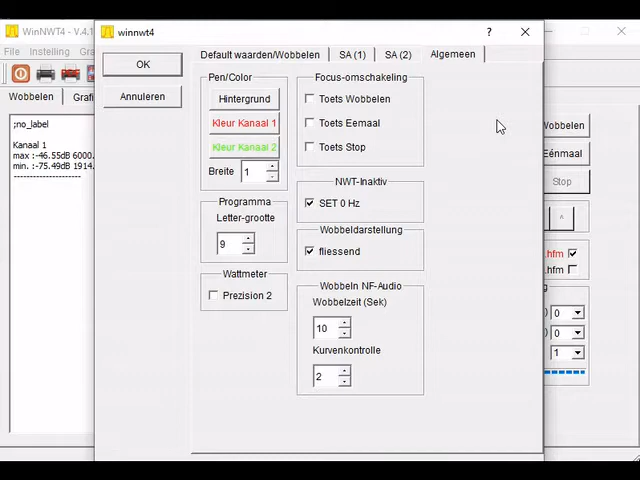 WinNWT4 - V.4.1
winnwt4
?
File Instelling
OK
Annuleren
Default waarden/Wobbelen SA (1) SA (2) Algemeen
Wobbelen
;no_label
Kanaal 1
max :-46.55dB 6000.
min. :-75.49dB 1914.
---------------------
Pen/Color
Hintergrund
Kleur Kanaal 1
Kleur Kanaal 2
Breite 1
Programma
Letter-grootte
9
Wattmeter
Prezision 2
Focus-omschakeling
Toets Wobbelen
Toets Eemaal
Toets Stop
NWT-Inaktiv
SET 0 Hz
Wobbeldarstellung
fliessend
Wobbeln NF-Audio
Wobbelzeit (Sek)
10
Kurvenkontrolle
2
Wobbelen
Eénmaal
Stop
^
.hfm
.hfm
0
0
1